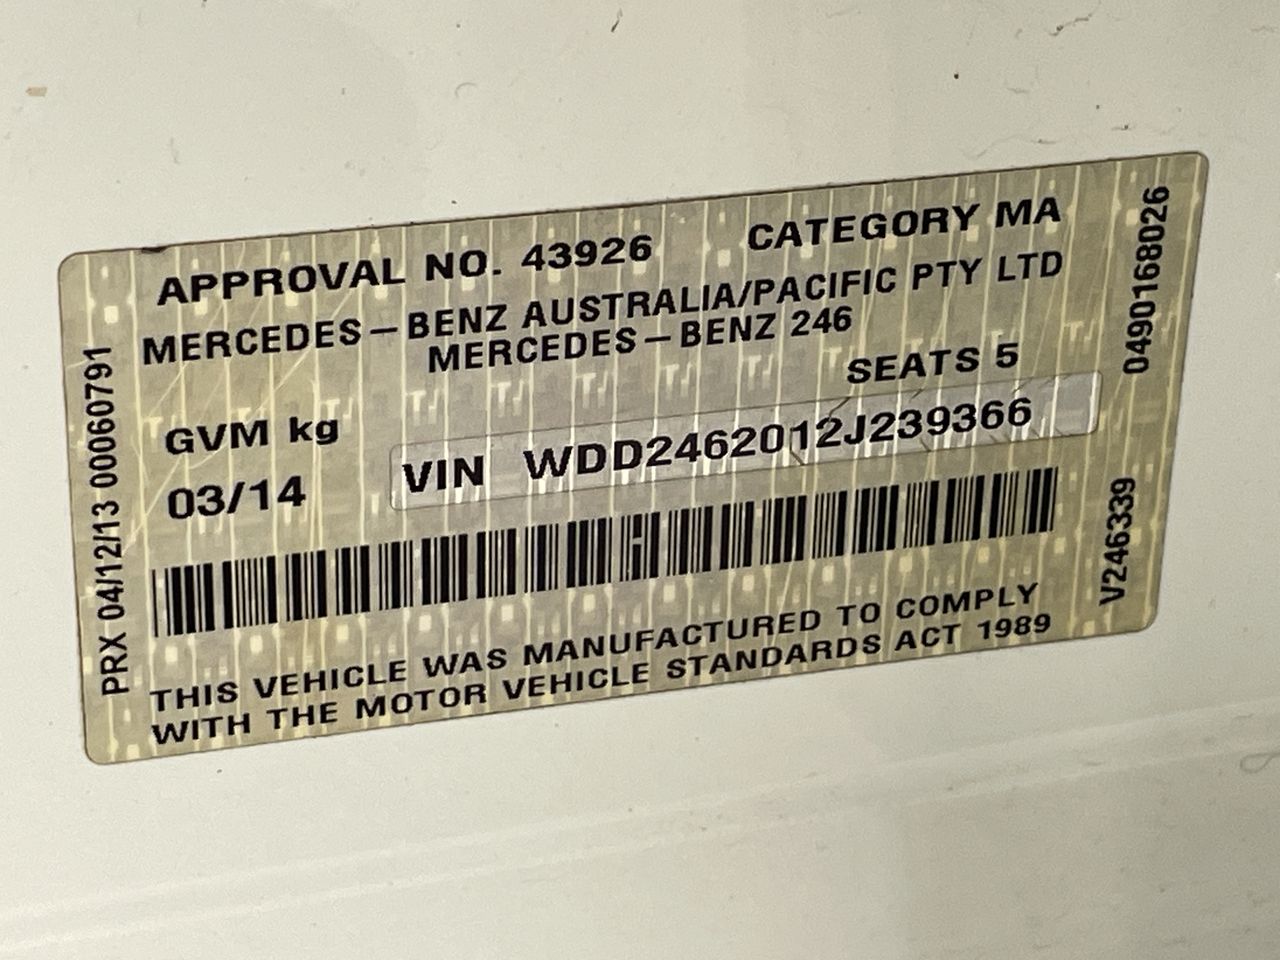 APPROVAL NO. 43926 CATEGORY MA
MERCEDES-BENZ AUSTRALIA/PACIFIC PTY LTD
MERCEDES-BENZ 246
SEATS 5
GVM kg
VIN WDD2462012J239366
03/14
THIS VEHICLE WAS MANUFACTURED TO COMPLY
WITH THE MOTOR VEHICLE STANDARDS ACT 1989
PRX 04/12/13 00060791
0490168026
V246339